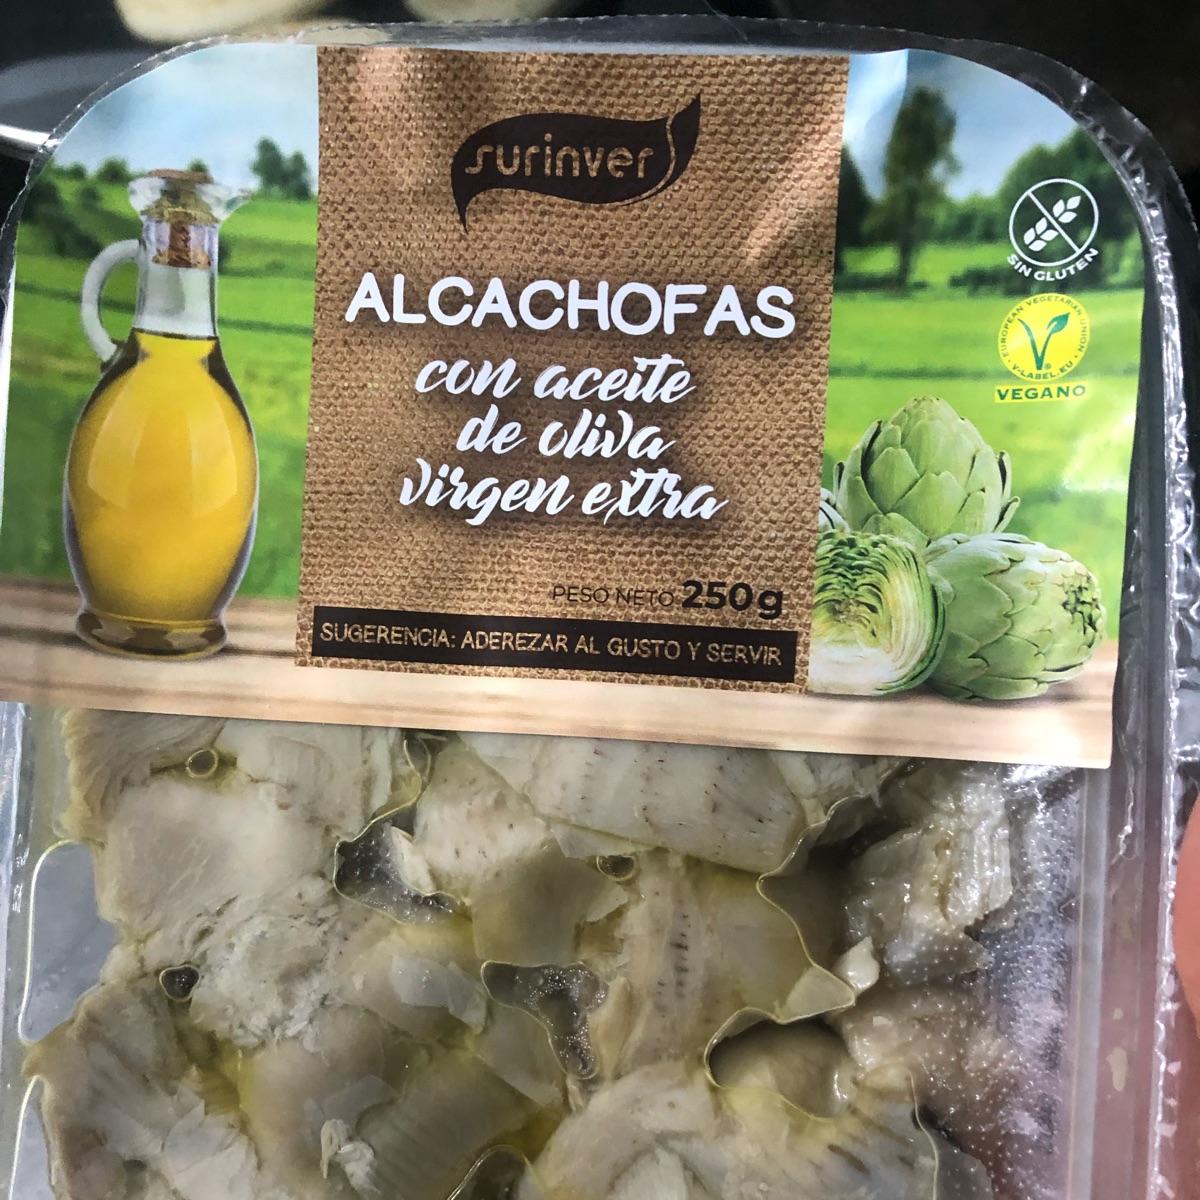 surinver
ALCACHOFAS
con aceite
de oliva
virgen extra
PESO NETO 250g
SUGERENCIA: ADEREZAR AL GUSTO Y SERVIR
SIN GLUTEN
EUROPEAN VEGETARIAN UNION
V-LABEL.EU
VEGANO